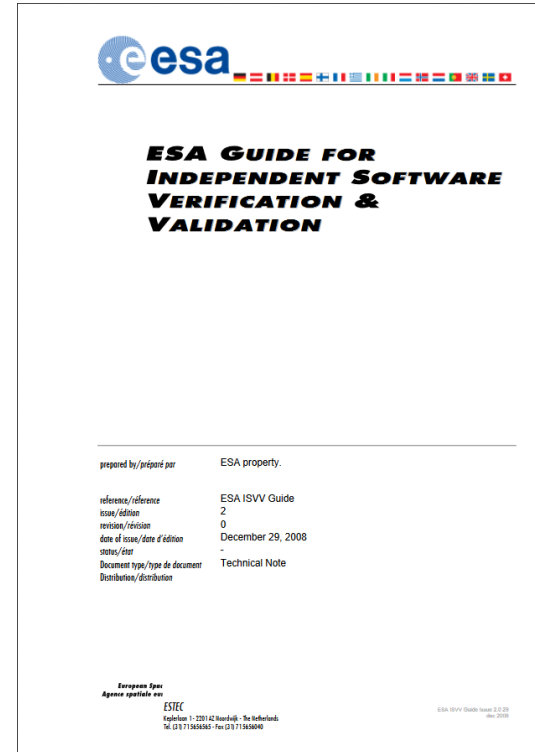 esa
ESA GUIDE FOR
INDEPENDENT SOFTWARE
VERIFICATION &
VALIDATION
prepared by/préparé par ESA property.
reference/réference ESA ISVV Guide
issue/édition 2
revision/révision 0
date of issue/date d'édition December 29, 2008
status/état -
Document type/type de document Technical Note
Distribution/distribution
European Spac
Agence spatiale eur
ESTEC
Keplerlaan 1 - 2201 AZ Noordwijk - The Netherlands
Tel. (31) 715656565 - Fax (31) 715656040
ESA ISVV Guide Issue 2.0 29
dec 2008